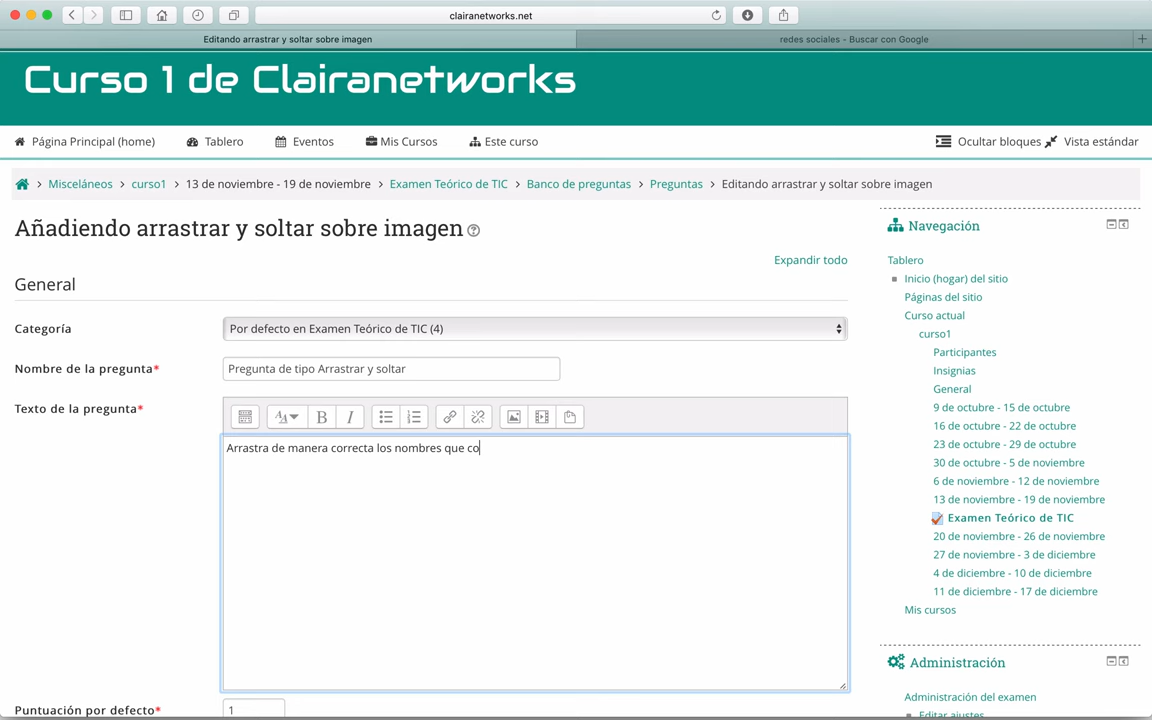 clairanetworks.net
Editando arrastrar y soltar sobre imagen
redes sociales - Buscar con Google
Curso 1 de Clairanetworks
Página Principal (home) Tablero Eventos Mis Cursos Este curso Ocultar bloques Vista estándar
Misceláneos curso1 13 de noviembre - 19 de noviembre Examen Teórico de TIC Banco de preguntas Preguntas Editando arrastrar y soltar sobre imagen
Añadiendo arrastrar y soltar sobre imagen
Expandir todo
General
Categoría
Por defecto en Examen Teórico de TIC (4)
Nombre de la pregunta*
Pregunta de tipo Arrastrar y soltar
Texto de la pregunta*
Arrastra de manera correcta los nombres que co
Puntuación por defecto*
1
Navegación
Tablero
Inicio (hogar) del sitio
Páginas del sitio
Curso actual
curso1
Participantes
Insignias
General
9 de octubre - 15 de octubre
16 de octubre - 22 de octubre
23 de octubre - 29 de octubre
30 de octubre - 5 de noviembre
6 de noviembre - 12 de noviembre
13 de noviembre - 19 de noviembre
Examen Teórico de TIC
20 de noviembre - 26 de noviembre
27 de noviembre - 3 de diciembre
4 de diciembre - 10 de diciembre
11 de diciembre - 17 de diciembre
Mis cursos
Administración
Administración del examen
Editar ajustes